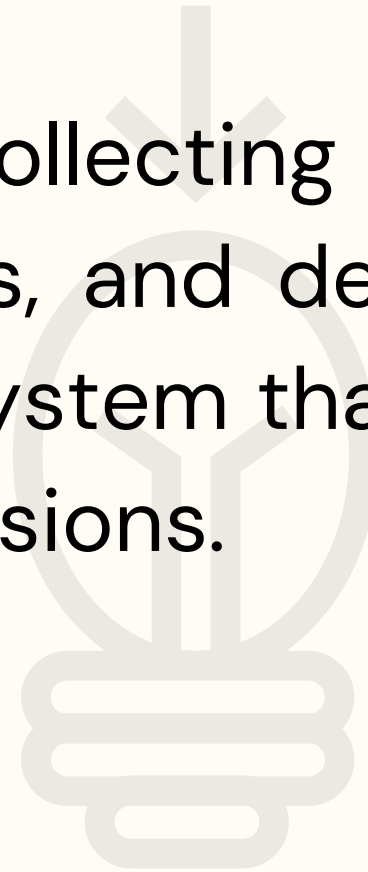 ollecting
s, and de
ystem tha
sions.